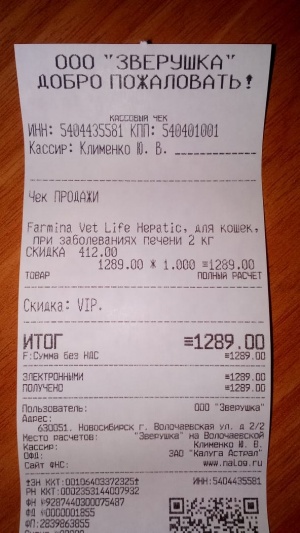 ООО "ЗВЕРУШКА"
ДОБРО ПОЖАЛОВАТЬ!
КАССОВЫЙ ЧЕК
ИНН: 5404435581 КПП: 540401001
Кассир: Клименко Ю. В.
Чек ПРОДАЖИ
Farmina Vet Life Hepatic, для кошек,
при заболеваниях печени 2 кг
СКИДКА 412.00
1289.00 * 1.000 ≡1289.00
ТОВАР ПОЛНЫЙ РАСЧЕТ
Скидка: VIP.
ИТОГ ≡1289.00
F:Сумма без НДС ≡1289.00
ЭЛЕКТРОННЫМИ ≡1289.00
ПОЛУЧЕНО ≡1289.00
Пользователь: ООО "Зверушка"
Адрес:
630051. Новосибирск г. Волочаевская ул. д 2/2
Место расчетов: "Зверушка" на Волочаевской
Кассир: Клименко Ю. В.
ОФД: ЗАО "Калуга Астрал"
Сайт ФНС: www.nalog.ru
ЗН ККТ:00106403372325 ИНН:5404435581
РН ККТ:0002353144007932
ФН №9287440300075487
ФД №0000001855
ФП:2839863855